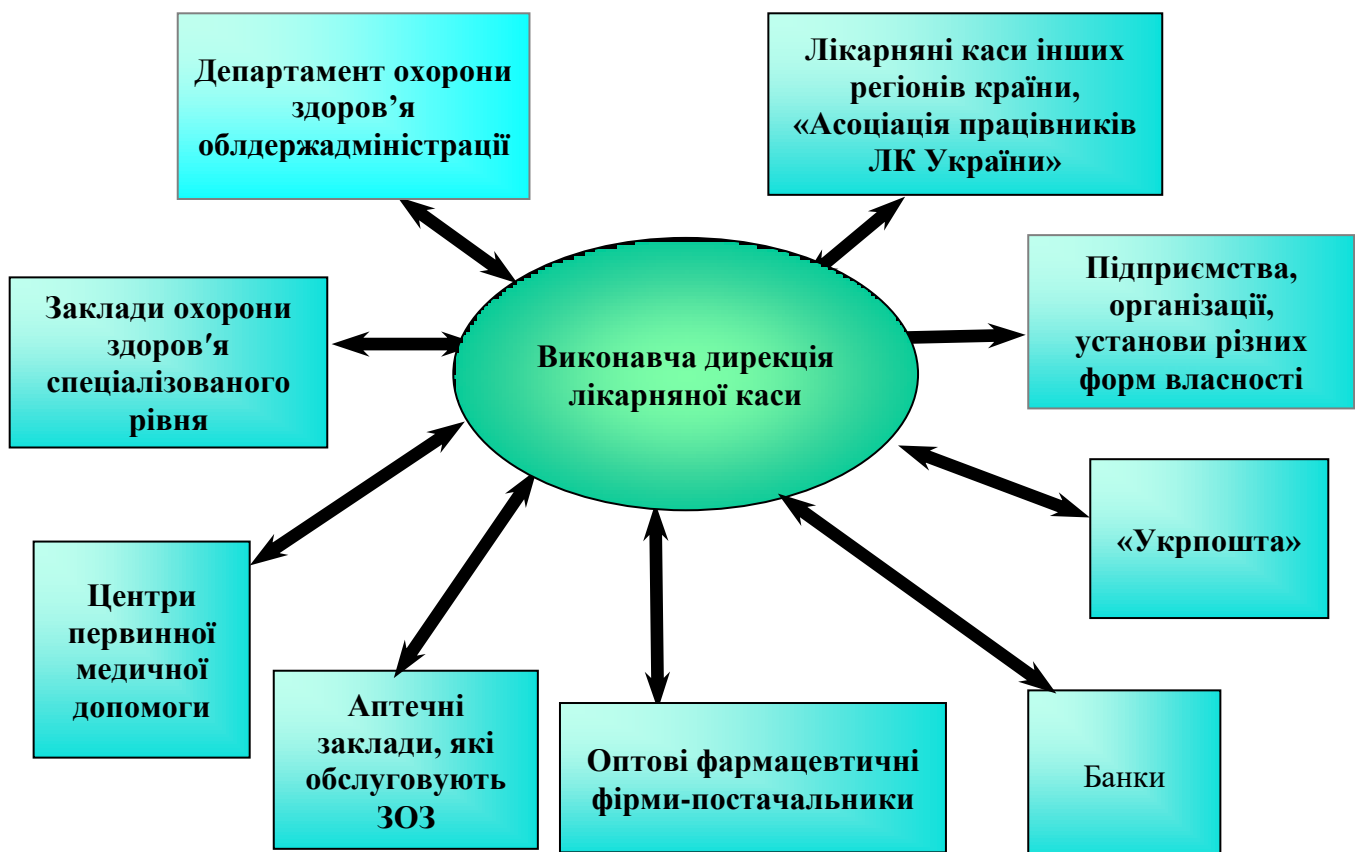 Департамент охорони
здоров’я
облдержадміністрації
Лікарняні каси інших
регіонів країни,
«Асоціація працівників
ЛК України»
Заклади охорони
здоров′я
спеціалізованого
рівня
Виконавча дирекція
лікарняної каси
Підприємства,
організації,
установи різних
форм власності
«Укрпошта»
Центри
первинної
медичної
допомоги
Аптечні
заклади, які
обслуговують
ЗОЗ
Оптові фармацевтичні
фірми-постачальники
Банки